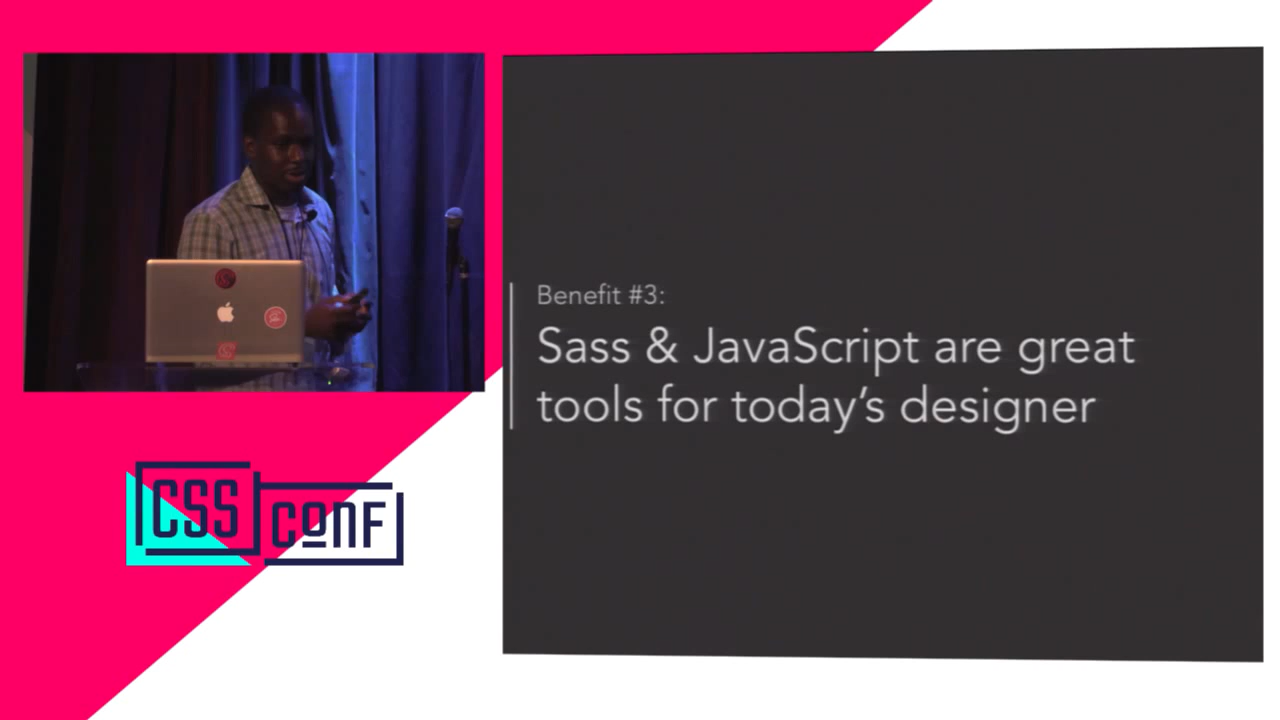 Benefit #3:
Sass & JavaScript are great
tools for today's designer
CSS
CONF